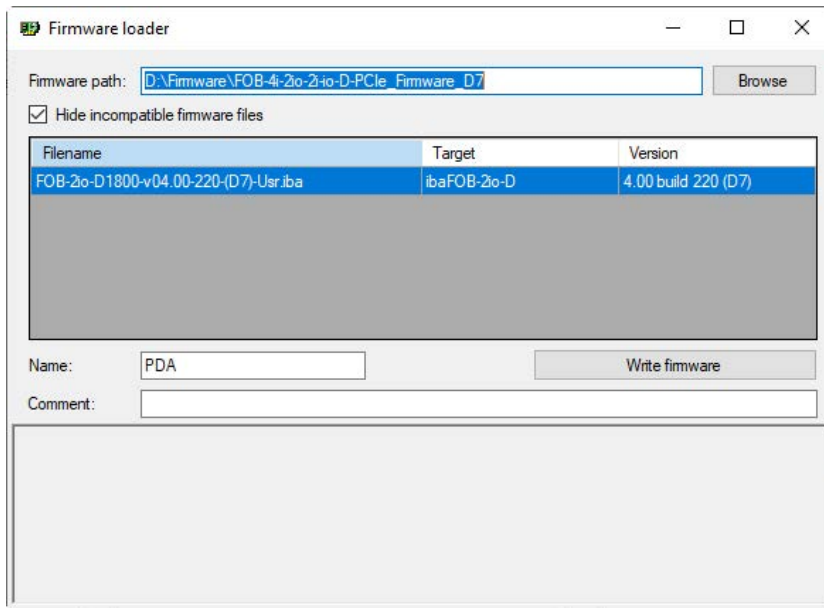 Firmware loader
Firmware path: D:\Firmware\FOB-4i-2io-2i-io-D-PCIe_Firmware_D7 Browse
Hide incompatible firmware files
Filename Target Version
FOB-2io-D1800-v04.00-220-(D7)-Usr.iba ibaFOB-2io-D 4.00 build 220 (D7)
Name: PDA Write firmware
Comment: